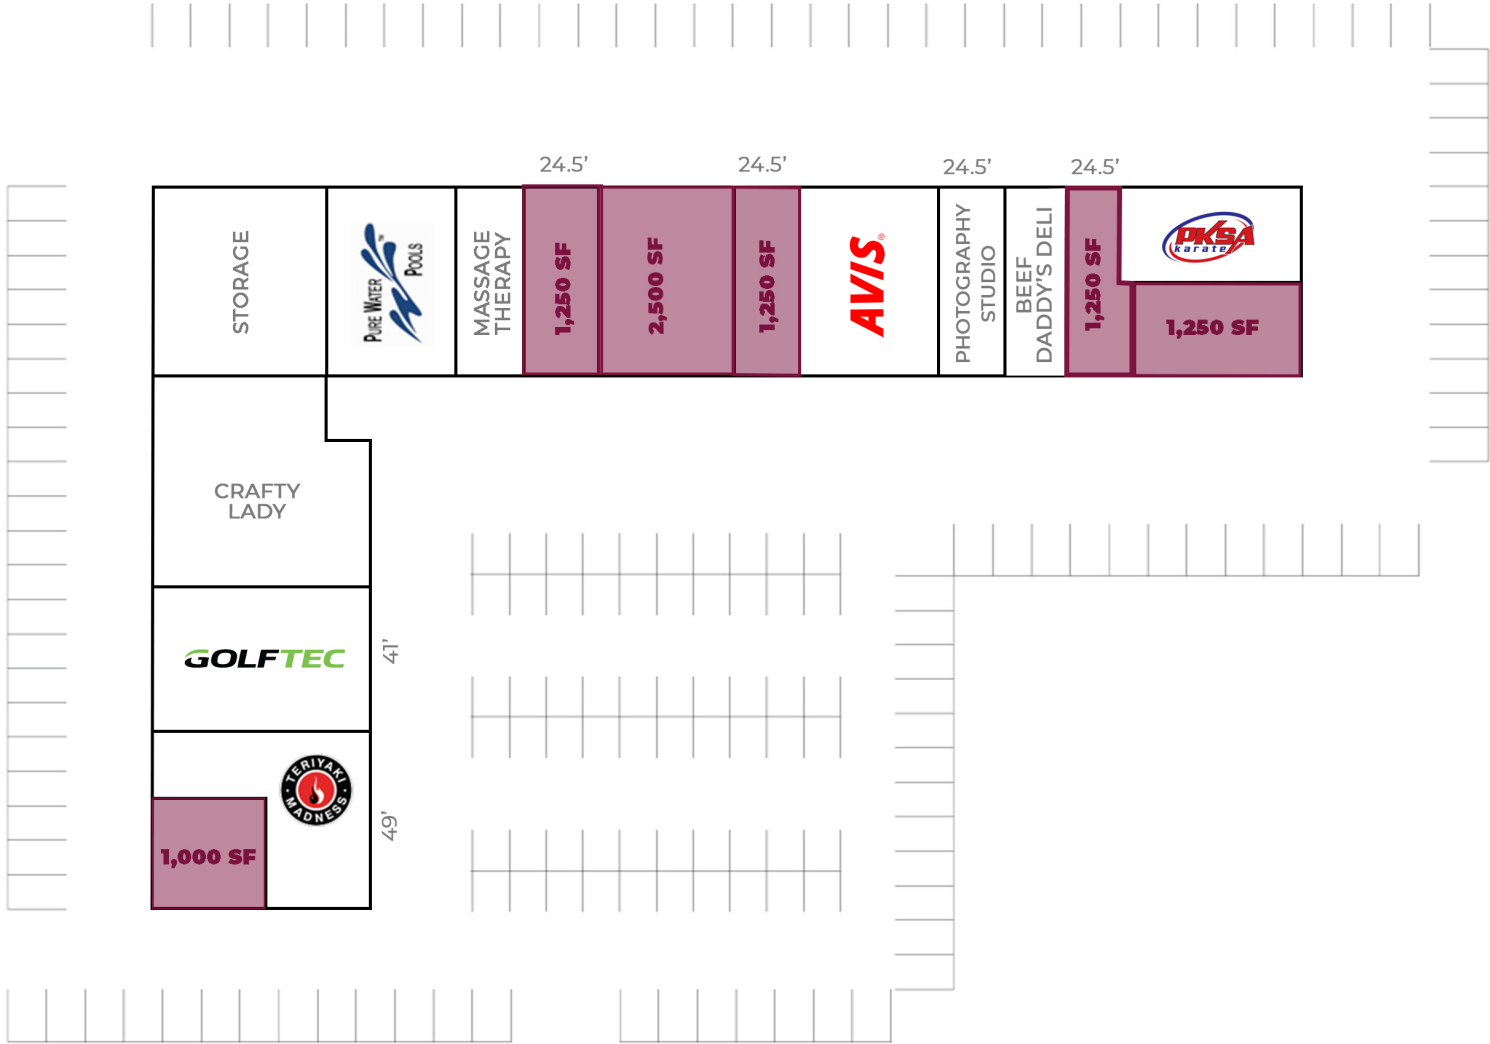 24.5’
24.5’
24.5’
24.5’
STORAGE
PURE WATER
POOLS
™
MASSAGE
THERAPY
1,250 SF
2,500 SF
1,250 SF
AVIS®
PHOTOGRAPHY
STUDIO
BEEF
DADDY’S DELI
1,250 SF
PKSA
karate
1,250 SF
CRAFTY
LADY
GOLFTEC
41’
TERIYAKI
MADNESS
49’
1,000 SF